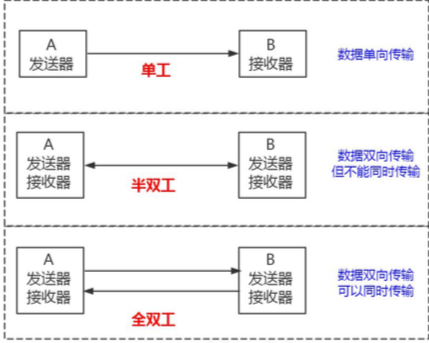 A
发送器
B
接收器
单工
数据单向传输
A
发送器
接收器
B
发送器
接收器
半双工
数据双向传输
但不能同时传输
A
发送器
接收器
B
发送器
接收器
全双工
数据双向传输
可以同时传输